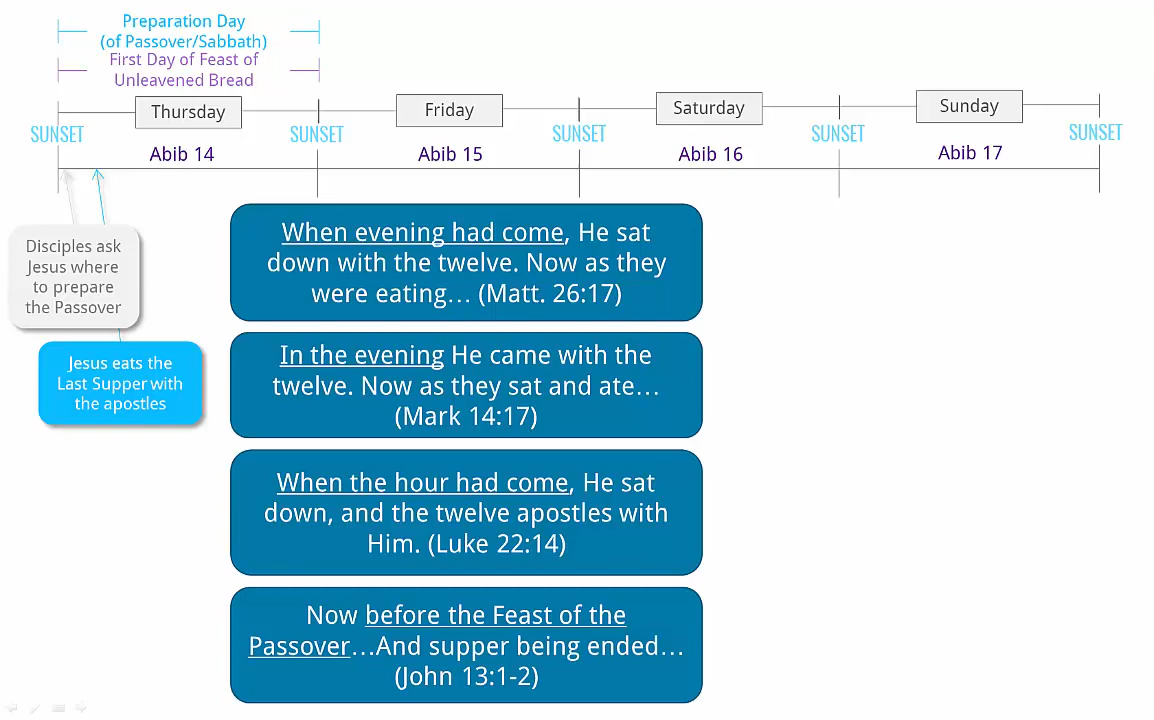 Preparation Day
(of Passover/Sabbath)
First Day of Feast of
Unleavened Bread
Thursday
Friday
Saturday
Sunday
SUNSET
SUNSET
SUNSET
SUNSET
SUNSET
Abib 14
Abib 15
Abib 16
Abib 17
Disciples ask
Jesus where
to prepare
the Passover
Jesus eats the
Last Supper with
the apostles
When evening had come, He sat
down with the twelve. Now as they
were eating… (Matt. 26:17)
In the evening He came with the
twelve. Now as they sat and ate…
(Mark 14:17)
When the hour had come, He sat
down, and the twelve apostles with
Him. (Luke 22:14)
Now before the Feast of the
Passover…And supper being ended…
(John 13:1-2)